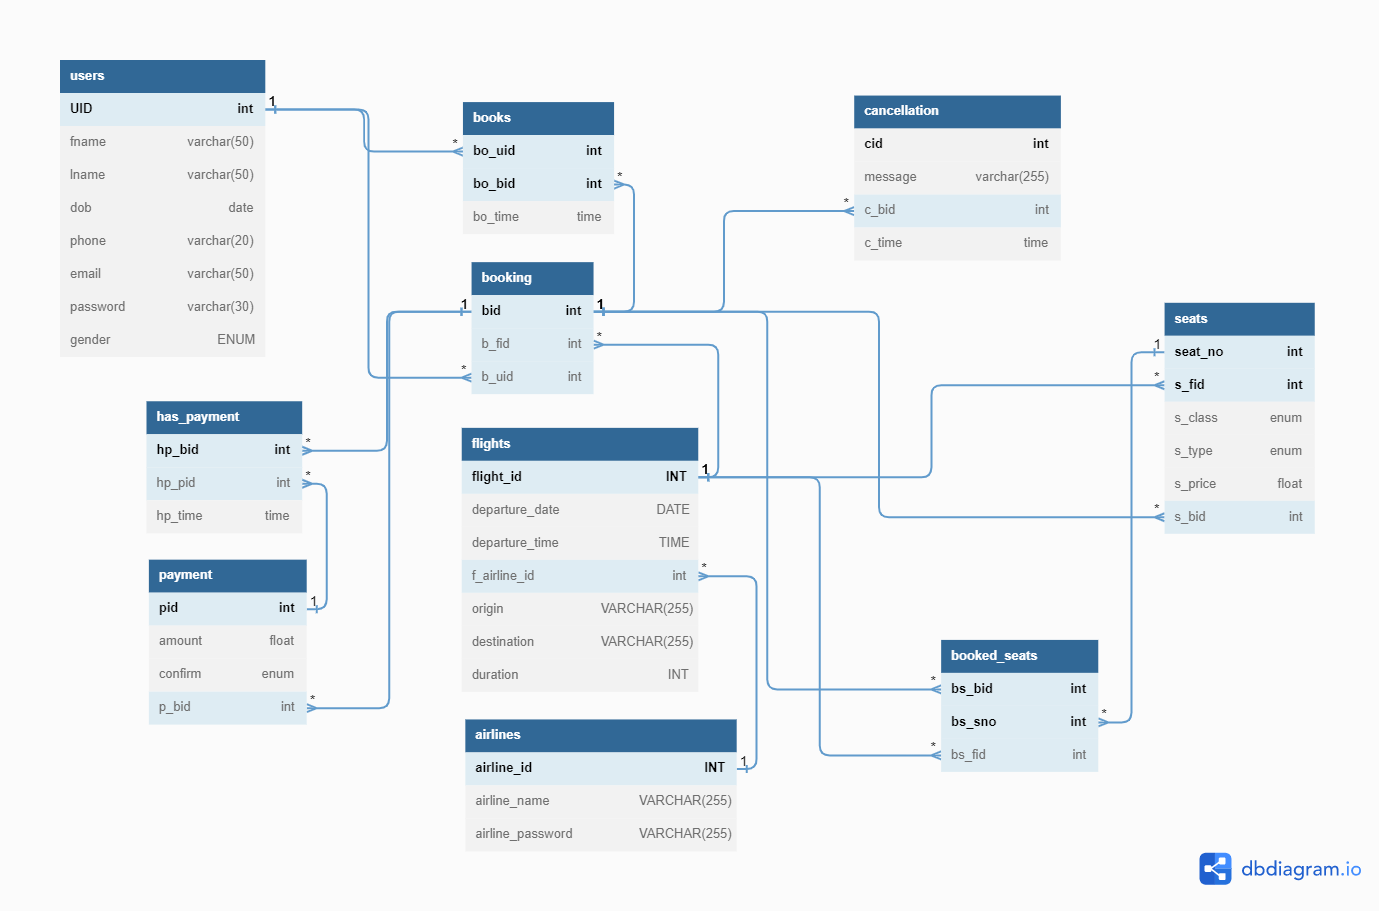 users
UID int 1
fname varchar(50)
lname varchar(50)
dob date
phone varchar(20)
email varchar(50)
password varchar(30)
gender ENUM
books
* bo_uid int
bo_bid int *
bo_time time
cancellation
cid int
message varchar(255)
* c_bid int
c_time time
booking
1 bid int 1
b_fid int *
* b_uid int
seats
1 seat_no int
* s_fid int
s_class enum
s_type enum
s_price float
* s_bid int
has_payment
hp_bid int *
hp_pid int *
hp_time time
flights
flight_id INT 1
departure_date DATE
departure_time TIME
f_airline_id int *
origin VARCHAR(255)
destination VARCHAR(255)
duration INT
payment
pid int 1
amount float
confirm enum
p_bid int *
booked_seats
* bs_bid int
bs_sno int *
* bs_fid int
airlines
airline_id INT 1
airline_name VARCHAR(255)
airline_password VARCHAR(255)
dbdiagram.io